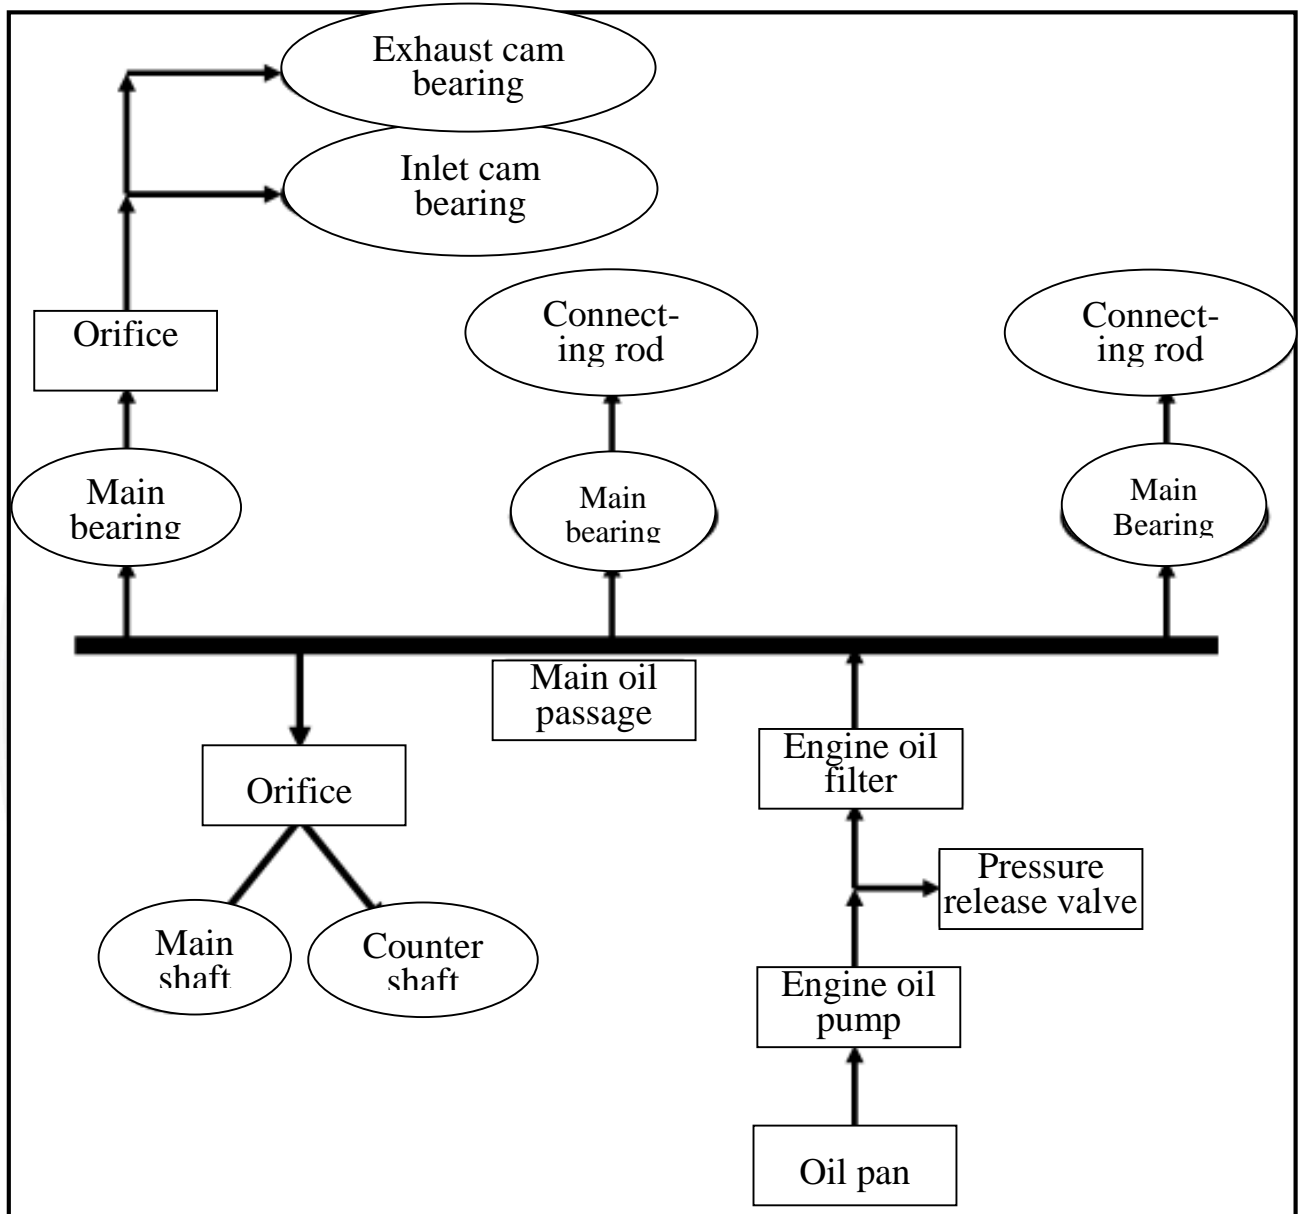 Exhaust cam
bearing
Inlet cam
bearing
Orifice
Connect-
ing rod
Connect-
ing rod
Main
bearing
Main
bearing
Main
Bearing
Main oil
passage
Engine oil
filter
Orifice
Pressure
release valve
Main
shaft
Counter
shaft
Engine oil
pump
Oil pan